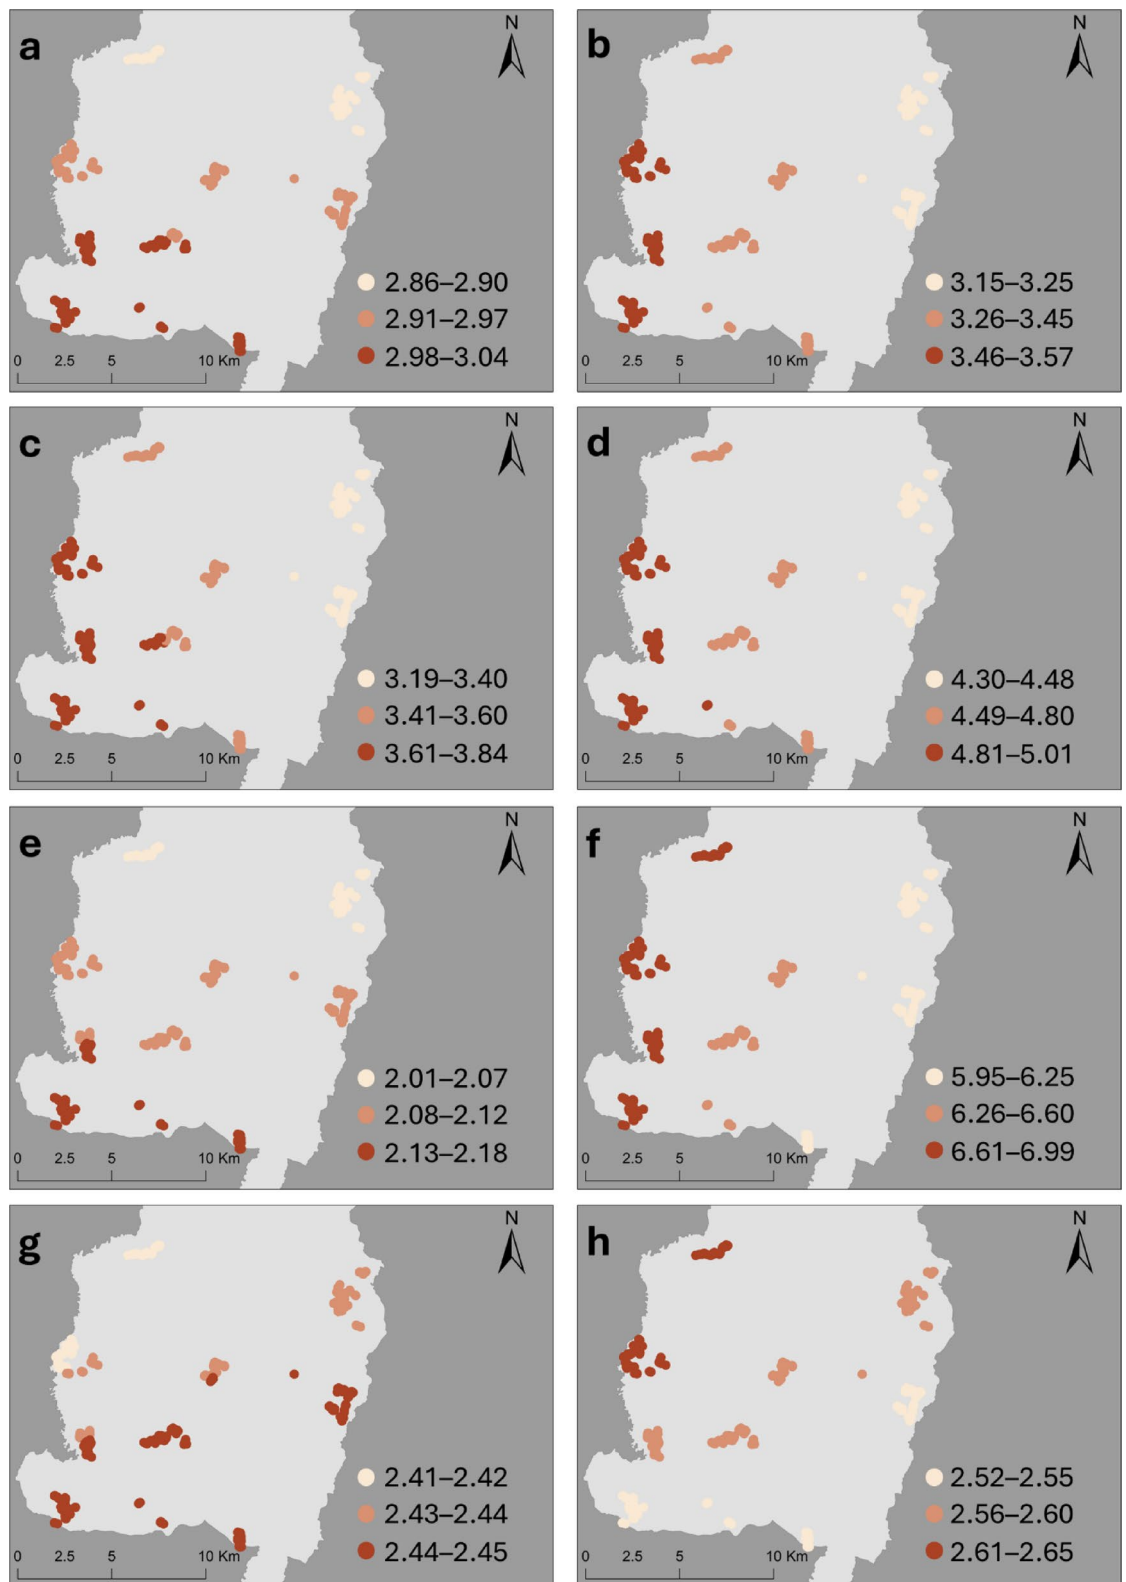 a
N
2.86–2.90
2.91–2.97
2.98–3.04
0 2.5 5 10 Km
b
N
3.15–3.25
3.26–3.45
3.46–3.57
0 2.5 5 10 Km
c
N
3.19–3.40
3.41–3.60
3.61–3.84
0 2.5 5 10 Km
d
N
4.30–4.48
4.49–4.80
4.81–5.01
0 2.5 5 10 Km
e
N
2.01–2.07
2.08–2.12
2.13–2.18
0 2.5 5 10 Km
f
N
5.95–6.25
6.26–6.60
6.61–6.99
0 2.5 5 10 Km
g
N
2.41–2.42
2.43–2.44
2.44–2.45
0 2.5 5 10 Km
h
N
2.52–2.55
2.56–2.60
2.61–2.65
0 2.5 5 10 Km